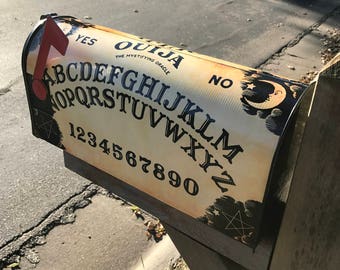 YES
OUIJA
THE MYSTIFYING ORACLE
NO
ABCDEFGHIJKLM
NOPQRSTUVWXYZ
1234567890